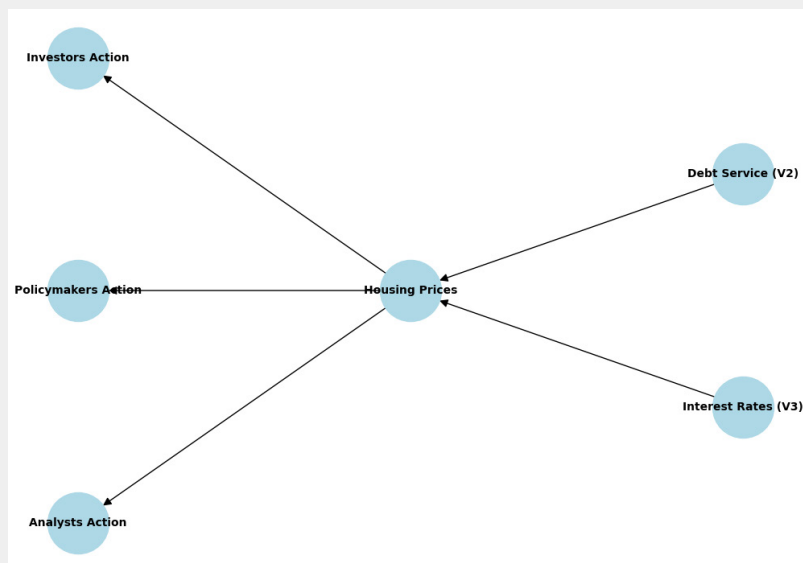 Investors Action
Debt Service (V2)
Policymakers Action
Housing Prices
Interest Rates (V3)
Analysts Action